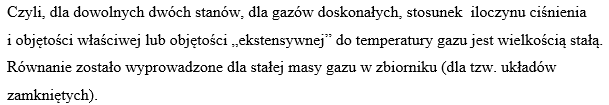 Czyli, dla dowolnych dwóch stanów, dla gazów doskonałych, stosunek  iloczynu ciśnienia
i objętości właściwej lub objętości „ekstensywnej” do temperatury gazu jest wielkością stałą.
Równanie zostało wyprowadzone dla stałej masy gazu w zbiorniku (dla tzw. układów
zamkniętych).